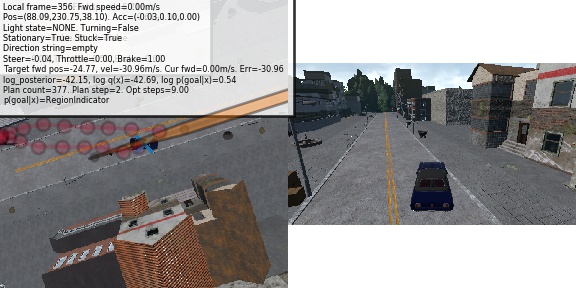 Local frame=356. Fwd speed=0.00m/s
Pos=(88.09,230.75,38.10). Acc=(-0.03,0.10,0.00)
Light state=NONE. Turning=False
Stationary=True. Stuck=True
Direction string=empty
Steer=-0.04, Throttle=0.00, Brake=1.00
Target fwd pos=-24.77, vel=-30.96m/s. Cur fwd=0.00m/s. Err=-30.96
log_posterior=-42.15, log q(x)=-42.69, log p(goal|x)=0.54
Plan count=377. Plan step=2. Opt steps=9.00
p(goal|x)=RegionIndicator